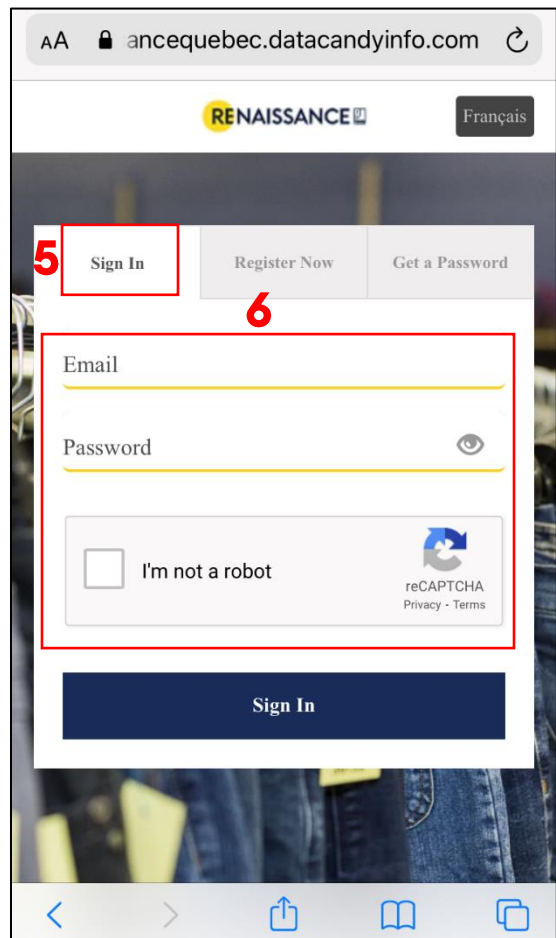 AA ancequebec.datacandyinfo.com
RENAISSANCE
Français
5 Sign In Register Now Get a Password
6
Email
Password
I'm not a robot
reCAPTCHA
Privacy - Terms
Sign In